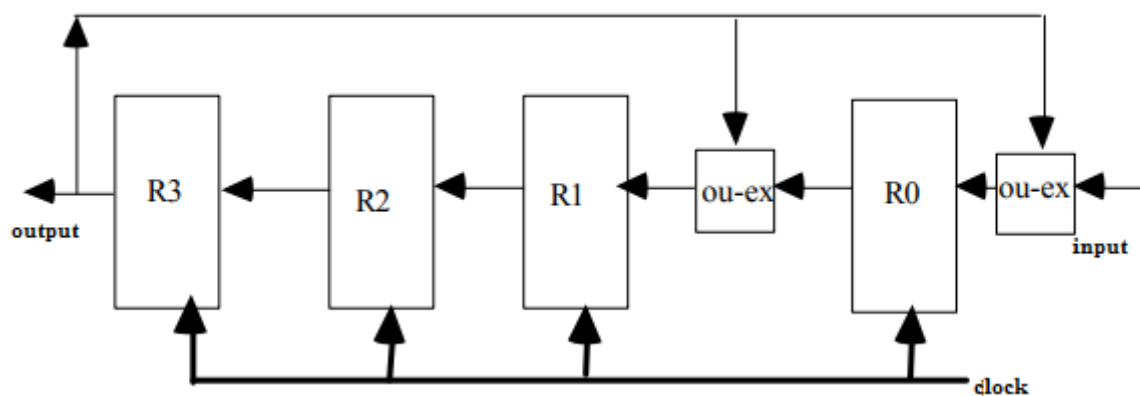 R3
R2
R1
ou-ex
R0
ou-ex
output
input
clock